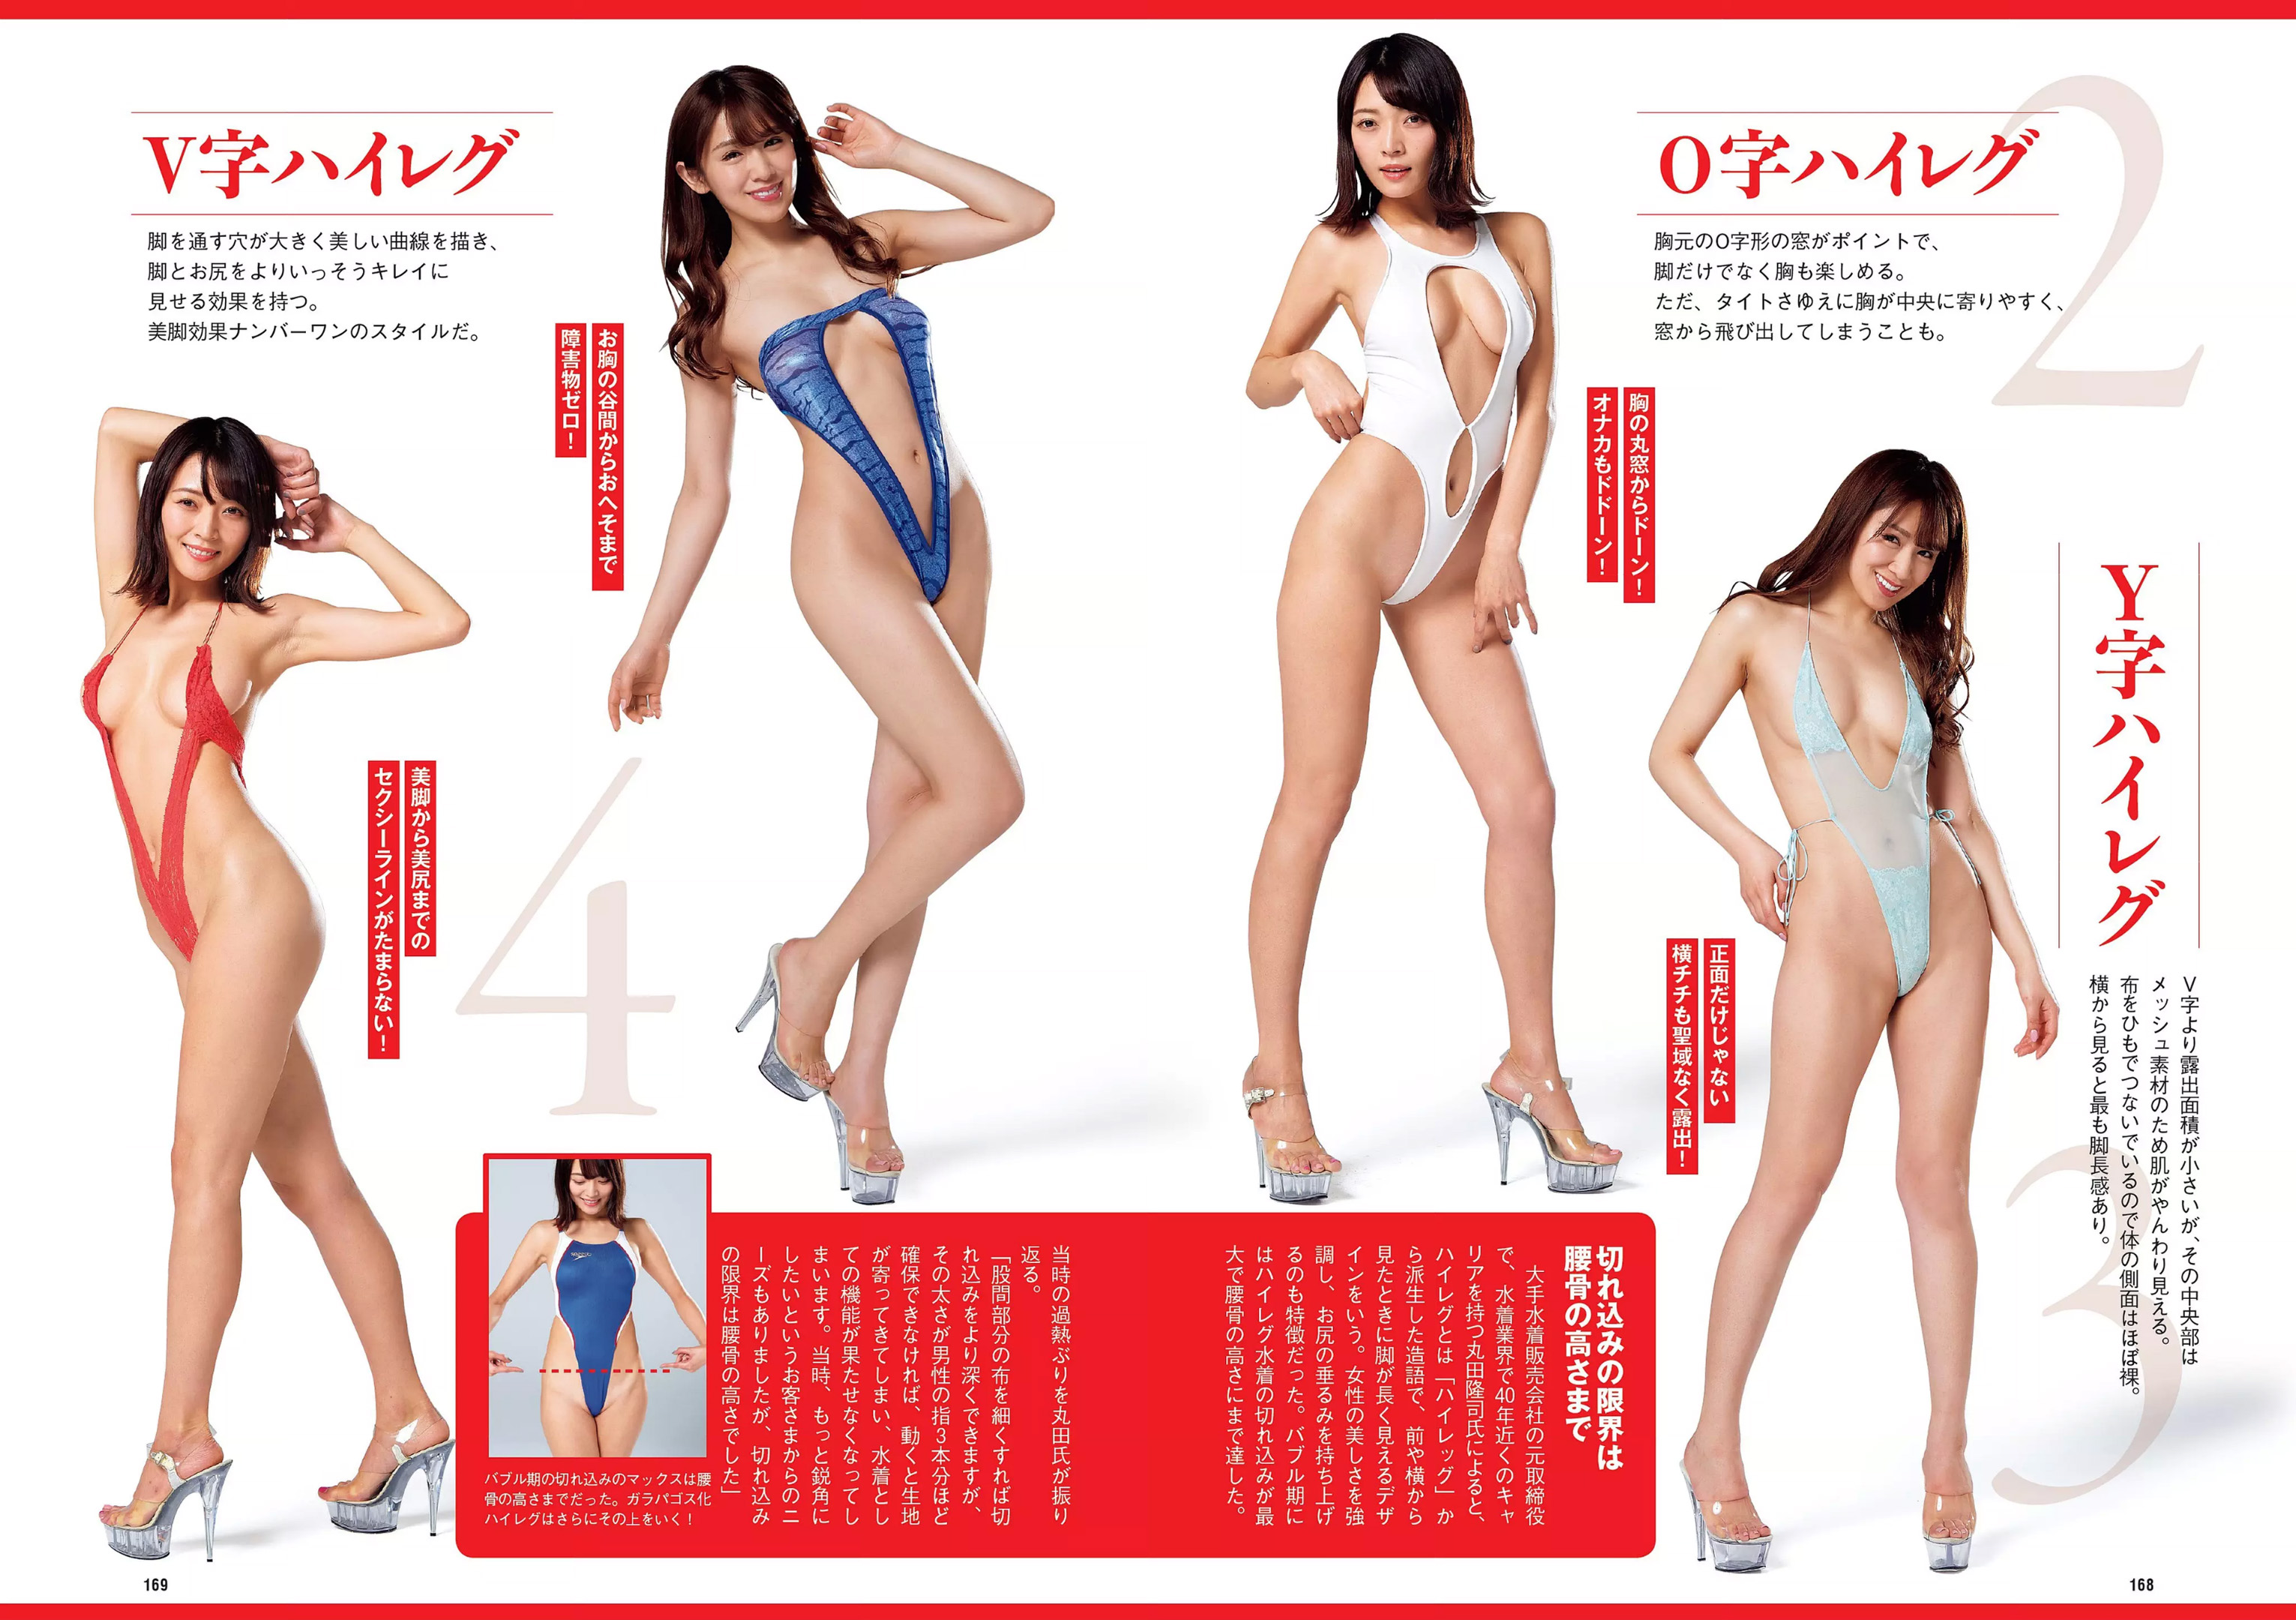 2
O字ハイレグ
胸元のO字形の窓がポイントで、
脚だけでなく胸も楽しめる。
ただ、タイトさゆえに胸が中央に寄りやすく、
窓から飛び出してしまうことも。
胸の丸窓からドーン!
オナカもドドーン!
3
Y字ハイレグ
V字より露出面積が小さいが、その中央部は
メッシュ素材のため肌がやんわり見える。
布をひもでつないでいるので体の側面はほぼ裸。
横から見ると最も脚長感あり。
正面だけじゃない
横チチも聖域なく露出!
4
V字ハイレグ
脚を通す穴が大きく美しい曲線を描き、
脚とお尻をよりいっそうキレイに
見せる効果を持つ。
美脚効果ナンバーワンのスタイルだ。
お胸の谷間からおへそまで
障害物ゼロ!
美脚から美尻までの
セクシーラインがたまらない!
切れ込みの限界は
腰骨の高さまで
大手水着販売会社の元取締役
で、水着業界で40年近くのキャ
リアを持つ丸田隆司氏によると、
ハイレグとは「ハイレッグ」か
ら派生した造語で、前や横から
見たときに脚が長く見えるデザ
インをいう。女性の美しさを強
調し、お尻の垂るみを持ち上げ
るのも特徴だった。バブル期に
はハイレグ水着の切れ込みが最
大で腰骨の高さにまで達した。
当時の過熱ぶりを丸田氏が振り
返る。
「股間部分の布を細くすれば切
れ込みをより深くできますが、
その太さが男性の指3本分ほど
確保できなければ、動くと生地
が寄ってきてしまい、水着とし
ての機能が果たせなくなってし
まいます。当時、もっと鋭角に
したいというお客さまからのニ
ーズもありましたが、切れ込み
の限界は腰骨の高さでした」
バブル期の切れ込みのマックスは腰
骨の高さまでだった。ガラパゴス化
ハイレグはさらにその上をいく!
169
168